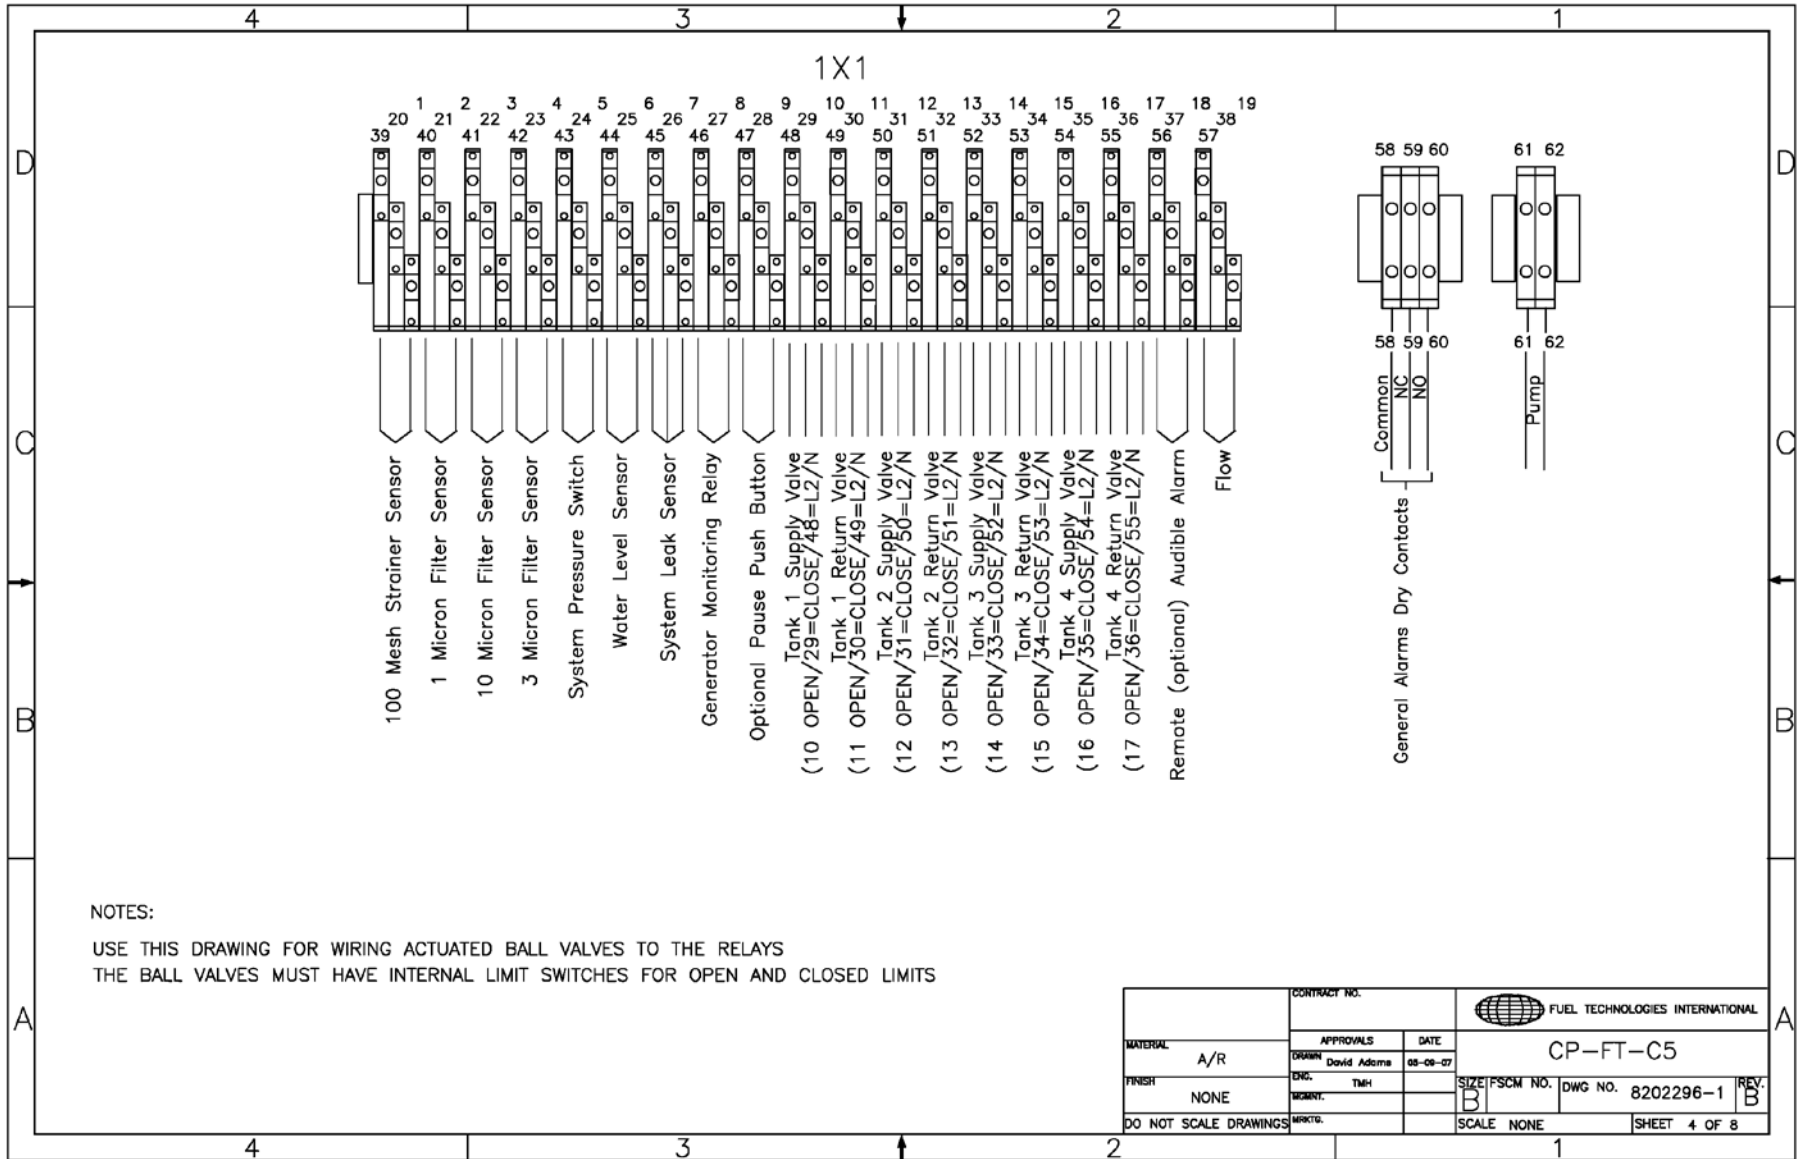 4 3 2 1
1X1
1 2 3 4 5 6 7 8 9 10 11 12 13 14 15 16 17 18 19
20 21 22 23 24 25 26 27 28 29 30 31 32 33 34 35 36 37 38
39 40 41 42 43 44 45 46 47 48 49 50 51 52 53 54 55 56 57
58 59 60
61 62
D D
58 59 60
61 62
Common
NC
NO
Pump
C C
100 Mesh Strainer Sensor
1 Micron Filter Sensor
10 Micron Filter Sensor
3 Micron Filter Sensor
System Pressure Switch
Water Level Sensor
System Leak Sensor
Generator Monitoring Relay
Optional Pause Push Button
Tank 1 Supply Valve
(10 OPEN/29=CLOSE/48=L2/N
Tank 1 Return Valve
(11 OPEN/30=CLOSE/49=L2/N
Tank 2 Supply Valve
(12 OPEN/31=CLOSE/50=L2/N
Tank 2 Return Valve
(13 OPEN/32=CLOSE/51=L2/N
Tank 3 Supply Valve
(14 OPEN/33=CLOSE/52=L2/N
Tank 3 Return Valve
(15 OPEN/34=CLOSE/53=L2/N
Tank 4 Supply Valve
(16 OPEN/35=CLOSE/54=L2/N
Tank 4 Return Valve
(17 OPEN/36=CLOSE/55=L2/N
Remote (optional) Audible Alarm
Flow
General Alarms Dry Contacts
B B
NOTES:
USE THIS DRAWING FOR WIRING ACTUATED BALL VALVES TO THE RELAYS
THE BALL VALVES MUST HAVE INTERNAL LIMIT SWITCHES FOR OPEN AND CLOSED LIMITS
A A
CONTRACT NO.
FUEL TECHNOLOGIES INTERNATIONAL
MATERIAL
A/R
APPROVALS DATE
DRAWN David Adams
CP-FT-C5
FINISH
NONE
ENG. TMH
MGMNT.
SIZE B FSCM NO. DWG NO. 8202296-1 REV. B
DO NOT SCALE DRAWINGS
MRKTG.
SCALE NONE SHEET 4 OF 8
4 3 2 1